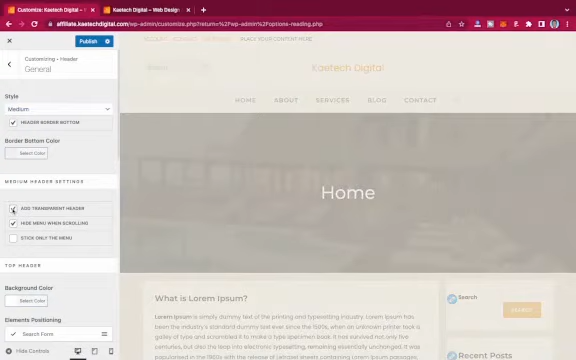 Customize: Kaetech Digital –
Kaetech Digital – Web Design
affiliate.kaetechdigital.com/wp-admin/customize.php?return=%2Fwp-admin%2Foptions-reading.php
Publish
PLACE YOUR CONTENT HERE
Customizing • Header
General
Kaetech Digital
Style
Medium
HOME ABOUT SERVICES BLOG CONTACT
HEADER BORDER BOTTOM
Border Bottom Color
Select Color
MEDIUM HEADER SETTINGS
Home
ADD TRANSPARENT HEADER
HIDE MENU WHEN SCROLLING
STICK ONLY THE MENU
TOP HEADER
Background Color
Select Color
Elements Positioning
Search Form
Hide Controls
What is Lorem Ipsum?
Lorem Ipsum is simply dummy text of the printing and typesetting industry. Lorem Ipsum has
been the industry's standard dummy text ever since the 1500s, when an unknown printer took
a galley of type and scrambled it to make a type specimen book. It has survived not only five
centuries, but also the leap into electronic typesetting, remaining essentially unchanged. It
was popularised in the 1960s with the release of Letraset sheets containing Lorem Ipsum
Search
Recent Posts